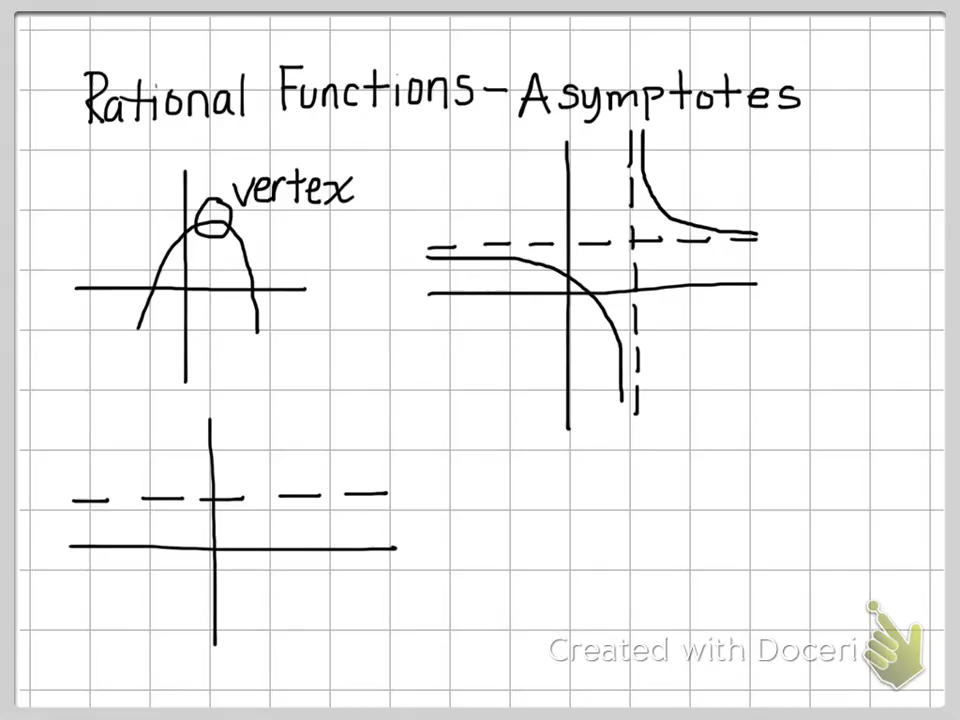 Rational Functions - Asymptotes
vertex
Created with Doceri